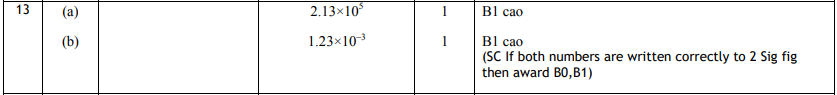 13 (a) 2.13×10⁵ 1 B1 cao
(b) 1.23×10⁻³ 1 B1 cao
(SC If both numbers are written correctly to 2 Sig fig
then award B0,B1)